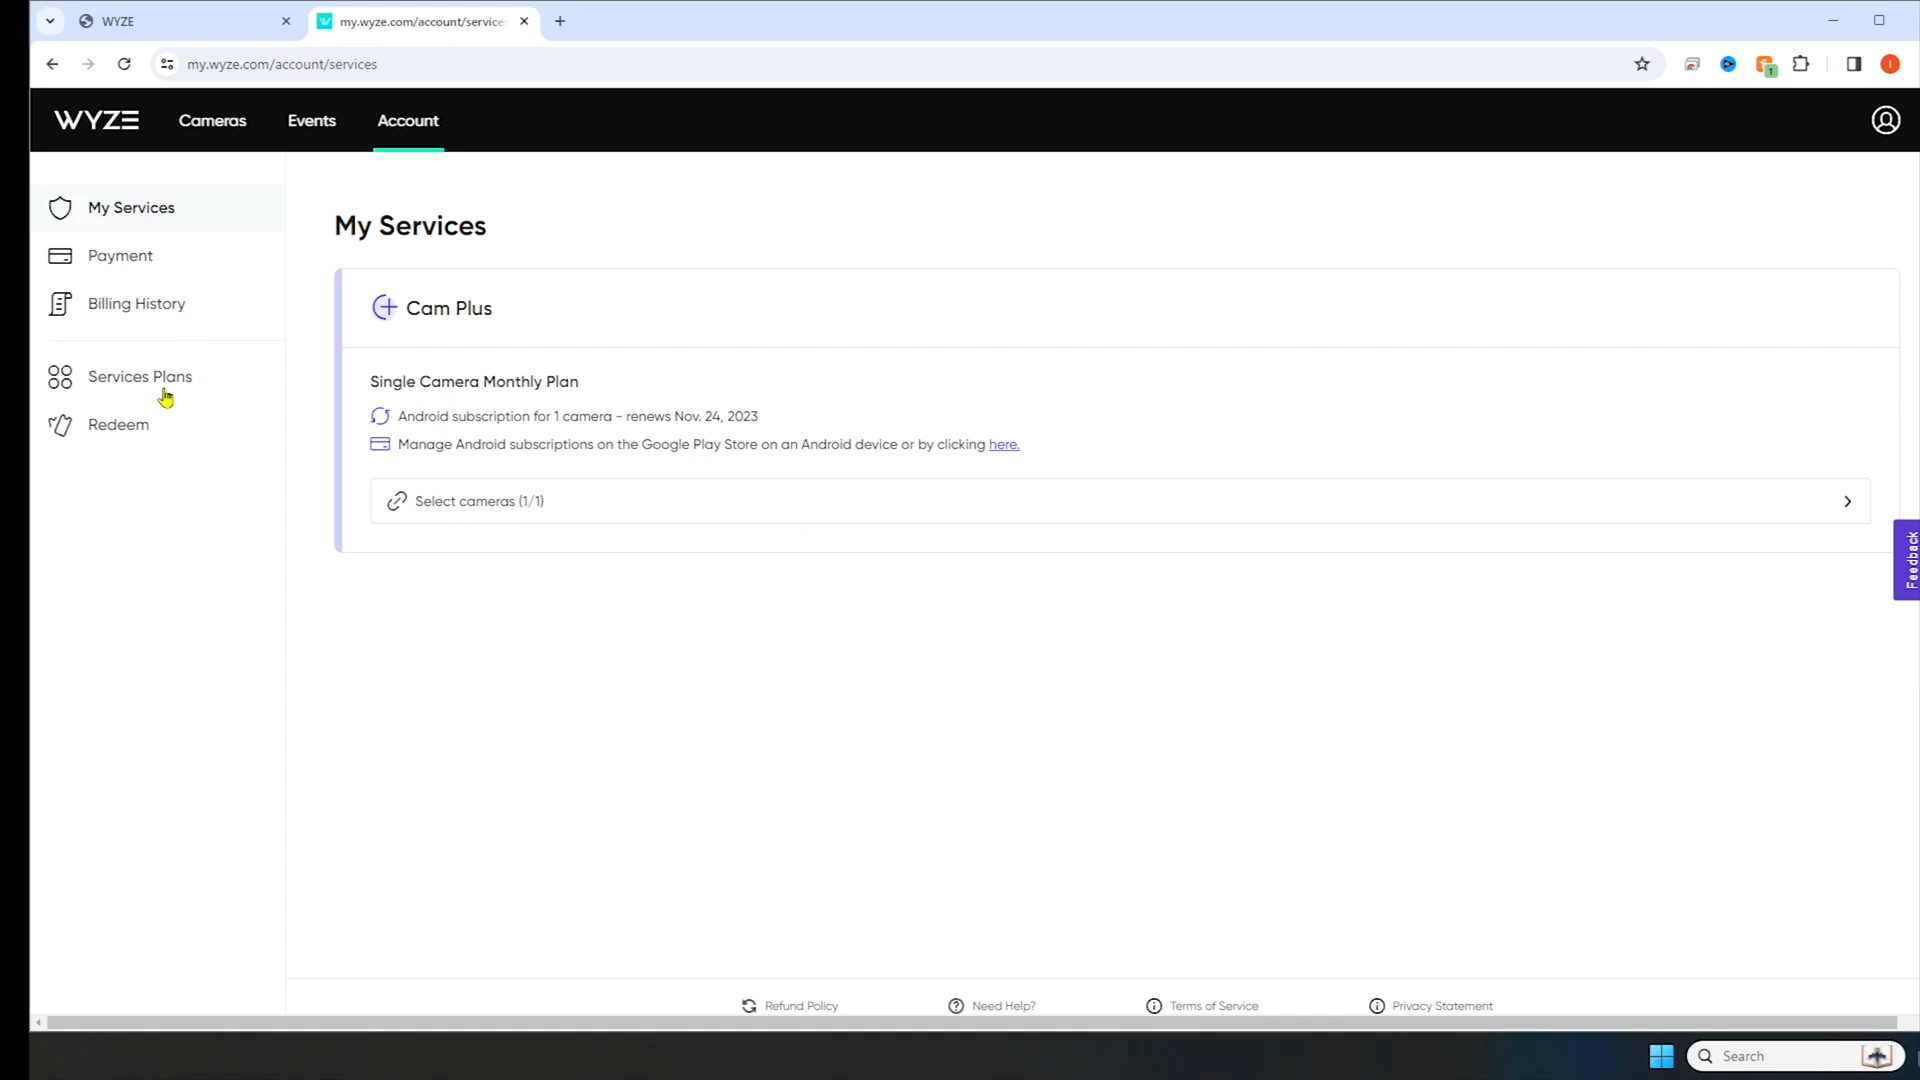 WYZE
my.wyze.com/account/service
my.wyze.com/account/services
1
I
WYZE
Cameras
Events
Account
My Services
Payment
Billing History
Services Plans
Redeem
My Services
Cam Plus
Single Camera Monthly Plan
Android subscription for 1 camera - renews Nov. 24, 2023
Manage Android subscriptions on the Google Play Store on an Android device or by clicking here.
Select cameras (1/1)
Feedback
Refund Policy
Need Help?
Terms of Service
Privacy Statement
Search